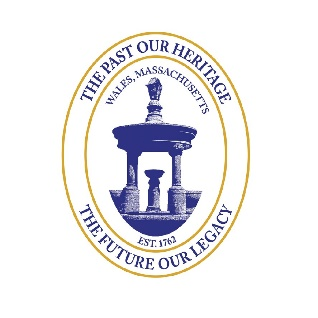 THE PAST OUR HERITAGE
WALES, MASSACHUSETTS
EST. 1762
THE FUTURE OUR LEGACY